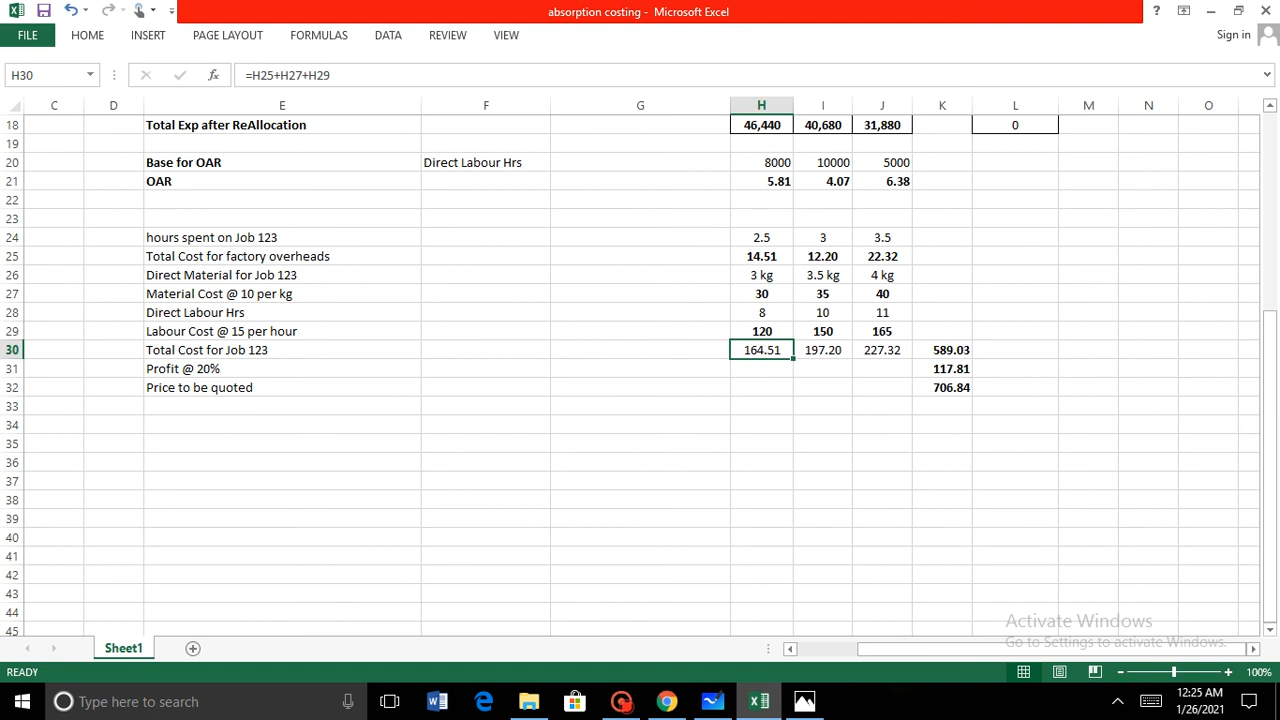 absorption costing - Microsoft Excel
?
Sign in
FILE HOME INSERT PAGE LAYOUT FORMULAS DATA REVIEW VIEW
H30 fx =H25+H27+H29
C D E F G H I J K L M N O
18 Total Exp after ReAllocation 46,440 40,680 31,880 0
19
20 Base for OAR Direct Labour Hrs 8000 10000 5000
21 OAR 5.81 4.07 6.38
22
23
24 hours spent on Job 123 2.5 3 3.5
25 Total Cost for factory overheads 14.51 12.20 22.32
26 Direct Material for Job 123 3 kg 3.5 kg 4 kg
27 Material Cost @ 10 per kg 30 35 40
28 Direct Labour Hrs 8 10 11
29 Labour Cost @ 15 per hour 120 150 165
30 Total Cost for Job 123 164.51 197.20 227.32 589.03
31 Profit @ 20% 117.81
32 Price to be quoted 706.84
33
34
35
36
37
38
39
40
41
42
43
44
45
Activate Windows
Go to Settings to activate Windows.
Sheet1
READY 100%
Type here to search
12:25 AM
1/26/2021